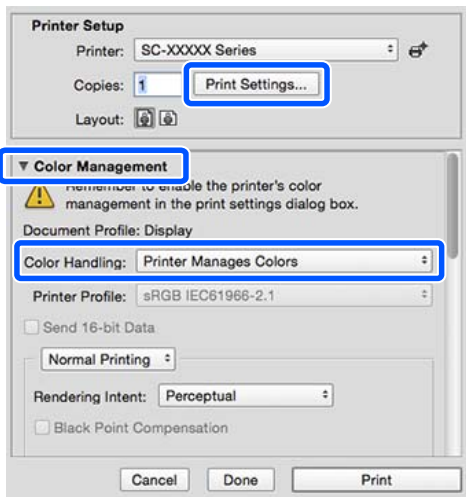 Printer Setup
Printer: SC-XXXXX Series
Copies: 1 Print Settings...
Layout:
▼ Color Management
Remember to enable the printer's color
management in the print settings dialog box.
Document Profile: Display
Color Handling: Printer Manages Colors
Printer Profile: sRGB IEC61966-2.1
Send 16-bit Data
Normal Printing
Rendering Intent: Perceptual
Black Point Compensation
Cancel Done Print